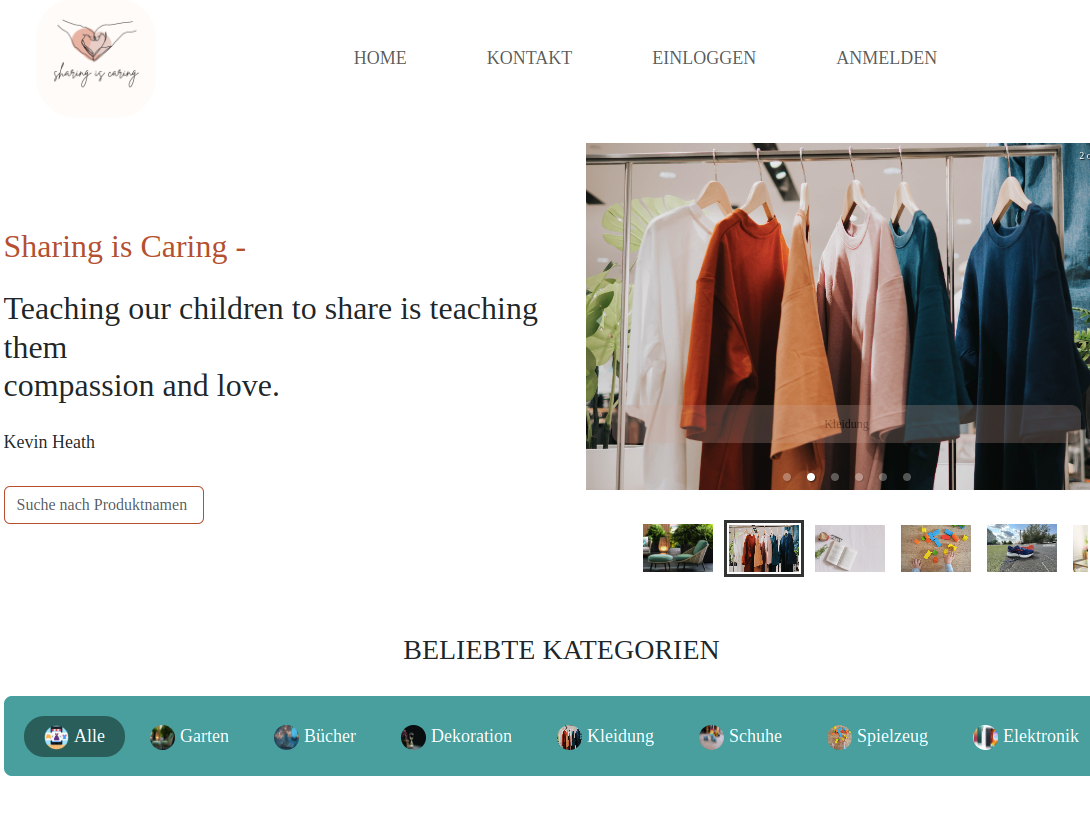 sharing is caring
HOME KONTAKT EINLOGGEN ANMELDEN
2 o
Sharing is Caring -
Teaching our children to share is teaching
them
compassion and love.
Kevin Heath
Suche nach Produktnamen
Kleidung
BELIEBTE KATEGORIEN
Alle Garten Bücher Dekoration Kleidung Schuhe Spielzeug Elektronik